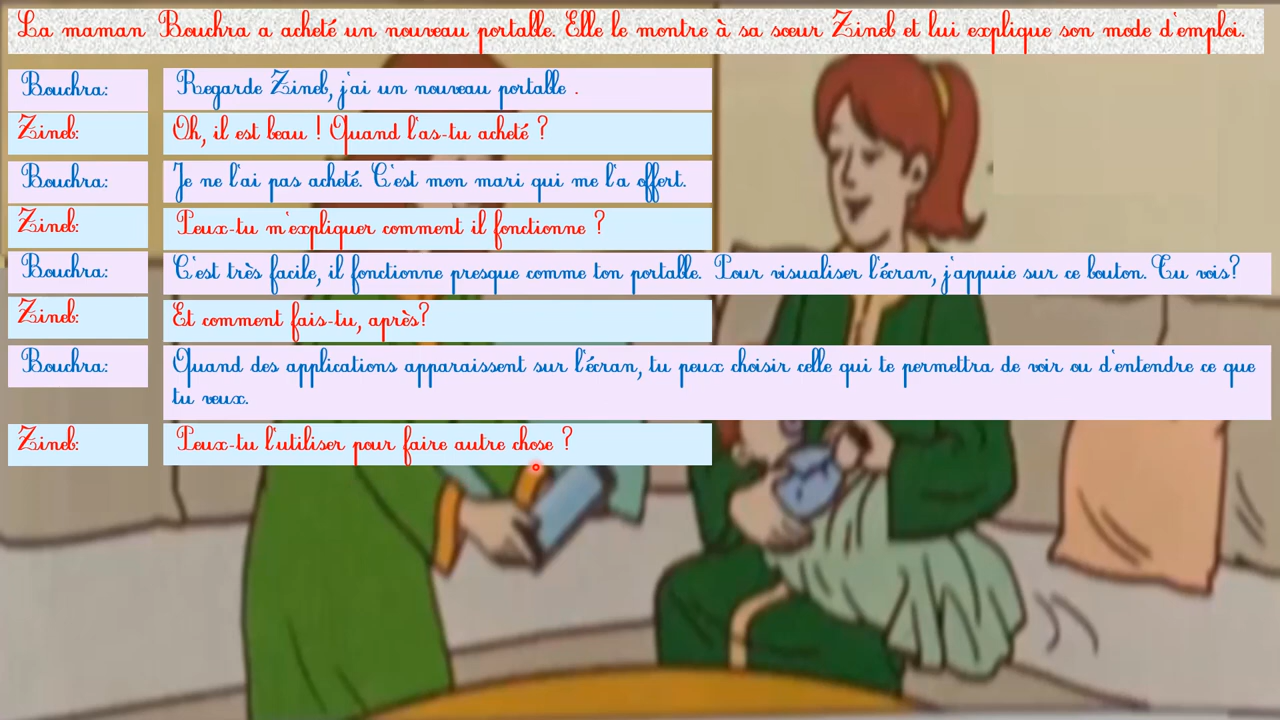 La maman Bouchra a acheté un nouveau portable. Elle le montre à sa sœur Zineb et lui explique son mode d'emploi.
Bouchra: Regarde Zineb, j'ai un nouveau portable .
Zineb: Oh, il est beau ! Quand l'as-tu acheté ?
Bouchra: Je ne l'ai pas acheté. C'est mon mari qui me l'a offert.
Zineb: Peux-tu m'expliquer comment il fonctionne ?
Bouchra: C'est très facile, il fonctionne presque comme ton portable. Pour visualiser l'écran, j'appuie sur ce bouton. Tu vois?
Zineb: Et comment fais-tu, après?
Bouchra: Quand des applications apparaissent sur l'écran, tu peux choisir celle qui te permettra de voir ou d'entendre ce que
tu veux.
Zineb: Peux-tu l'utiliser pour faire autre chose ?